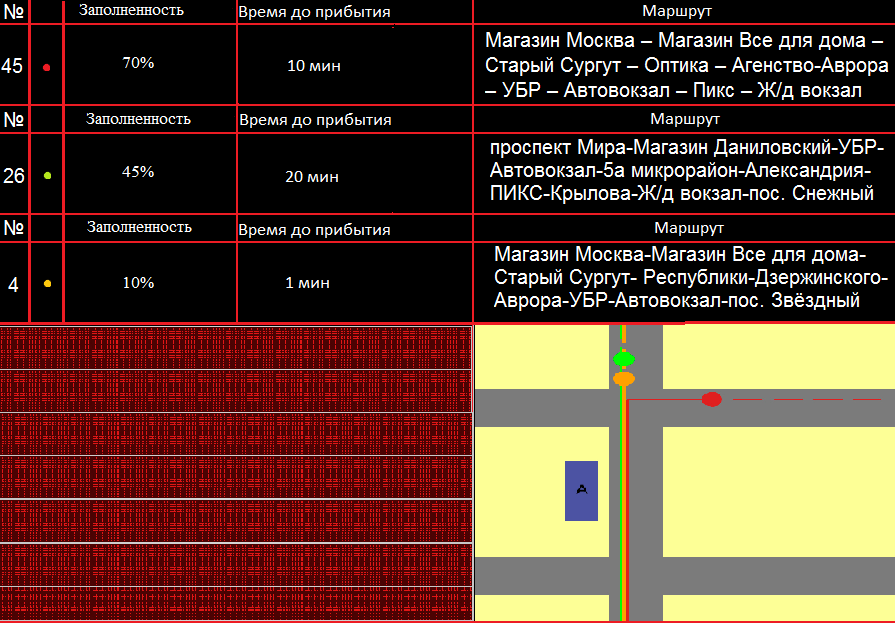 № Заполненность Время до прибытия Маршрут
45 70% 10 мин
Магазин Москва – Магазин Все для дома –
Старый Сургут – Оптика – Агенство-Аврора
– УБР – Автовокзал – Пикс – Ж/д вокзал
№ Заполненность Время до прибытия Маршрут
26 45% 20 мин
проспект Мира-Магазин Даниловский-УБР-
Автовокзал-5а микрорайон-Александрия-
ПИКС-Крылова-Ж/д вокзал-пос. Снежный
№ Заполненность Время до прибытия Маршрут
4 10% 1 мин
Магазин Москва-Магазин Все для дома-
Старый Сургут- Республики-Дзержинского-
Аврора-УБР-Автовокзал-пос. Звёздный
А